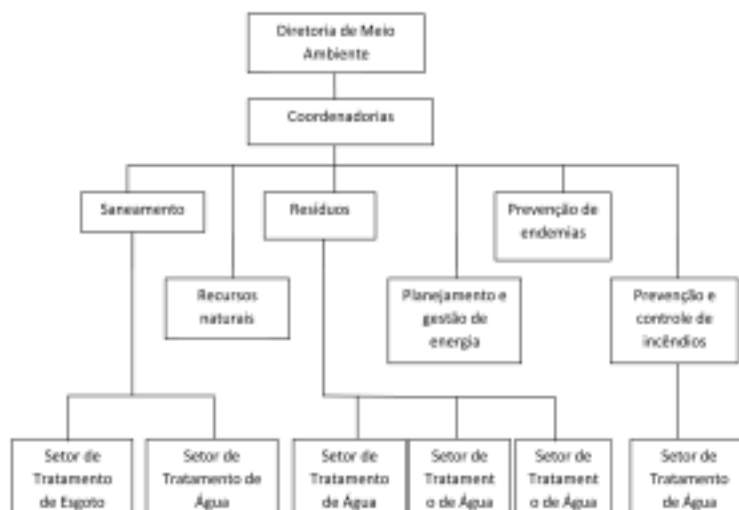 Diretoria de Meio
Ambiente
Coordenadorias
Saneamento
Resíduos
Prevenção de
endemias
Recursos
naturais
Planejamento e
gestão de
energia
Prevenção e
controle de
incêndios
Setor de
Tratamento
de Esgoto
Setor de
Tratamento de
Água
Setor de
Tratamento
de Água
Setor de
Tratament
o de Água
Setor de
Tratament
o de Água
Setor de
Tratamento
de Água